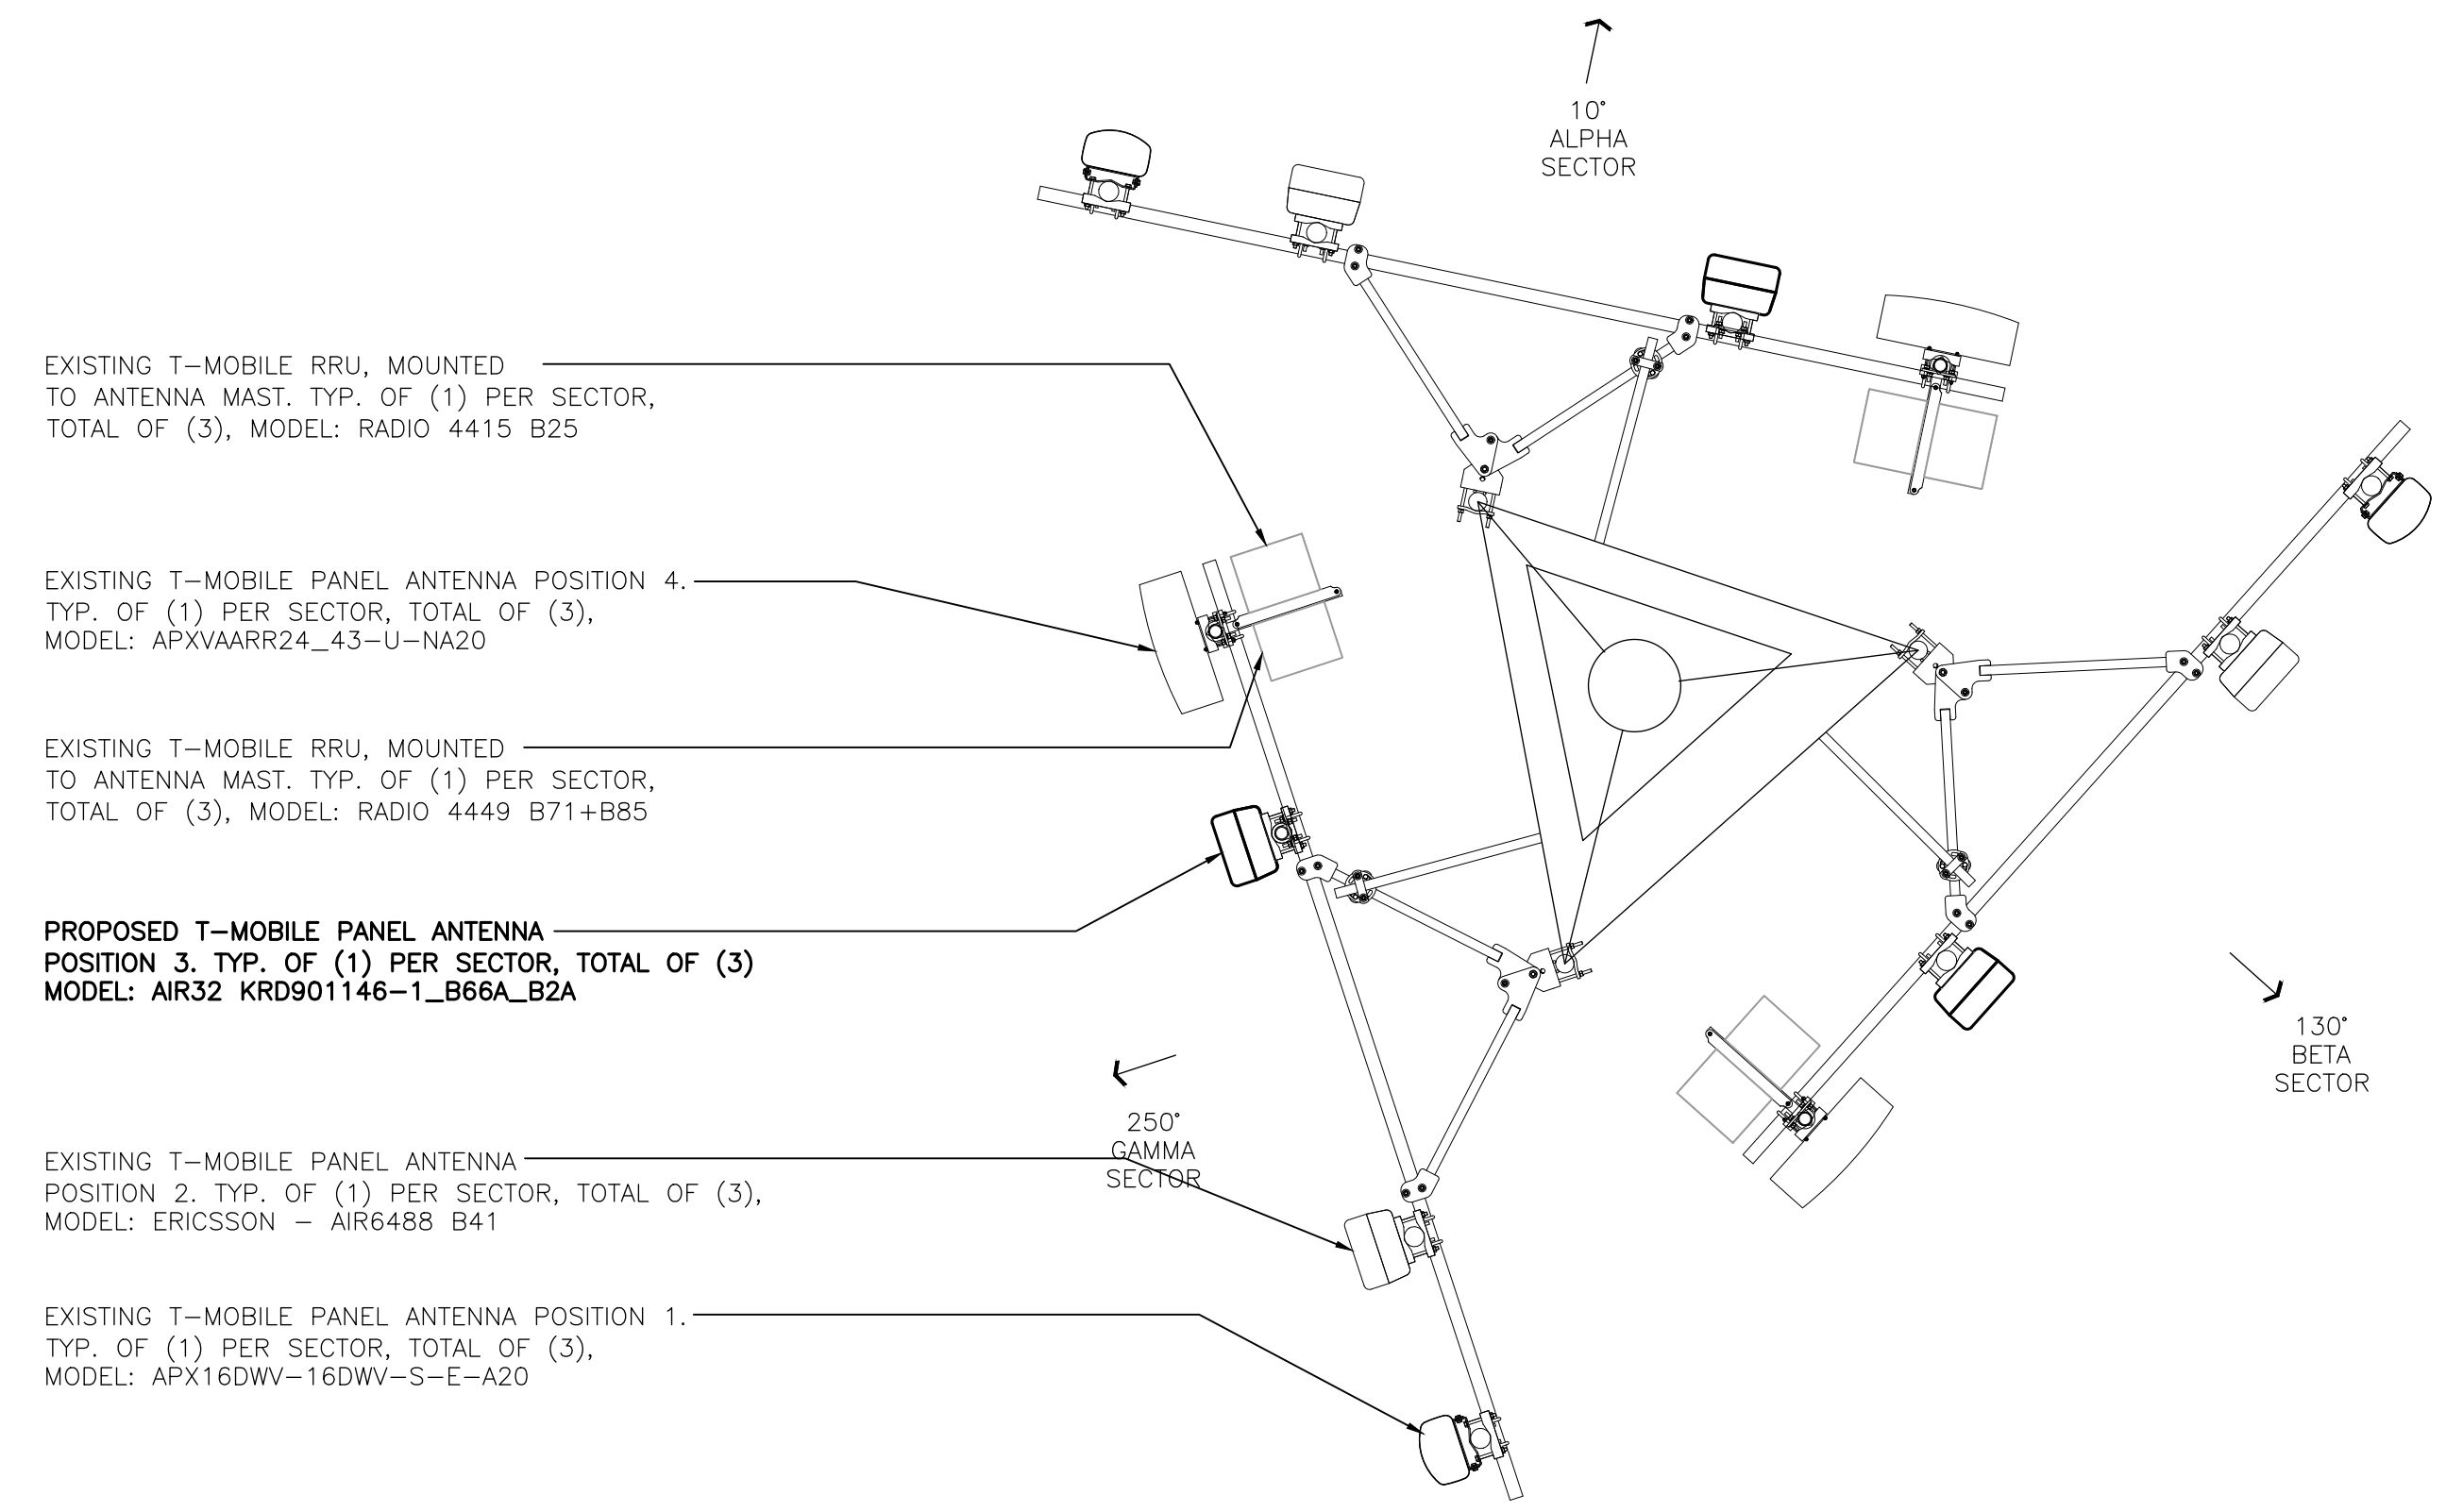 10°
ALPHA
SECTOR
EXISTING T-MOBILE RRU, MOUNTED
TO ANTENNA MAST. TYP. OF (1) PER SECTOR,
TOTAL OF (3), MODEL: RADIO 4415 B25
EXISTING T-MOBILE PANEL ANTENNA POSITION 4.
TYP. OF (1) PER SECTOR, TOTAL OF (3),
MODEL: APXVAARR24_43-U-NA20
EXISTING T-MOBILE RRU, MOUNTED
TO ANTENNA MAST. TYP. OF (1) PER SECTOR,
TOTAL OF (3), MODEL: RADIO 4449 B71+B85
PROPOSED T-MOBILE PANEL ANTENNA
POSITION 3. TYP. OF (1) PER SECTOR, TOTAL OF (3)
MODEL: AIR32 KRD901146-1_B66A_B2A
130°
BETA
SECTOR
250°
GAMMA
SECTOR
EXISTING T-MOBILE PANEL ANTENNA
POSITION 2. TYP. OF (1) PER SECTOR, TOTAL OF (3),
MODEL: ERICSSON - AIR6488 B41
EXISTING T-MOBILE PANEL ANTENNA POSITION 1.
TYP. OF (1) PER SECTOR, TOTAL OF (3),
MODEL: APX16DWV-16DWV-S-E-A20